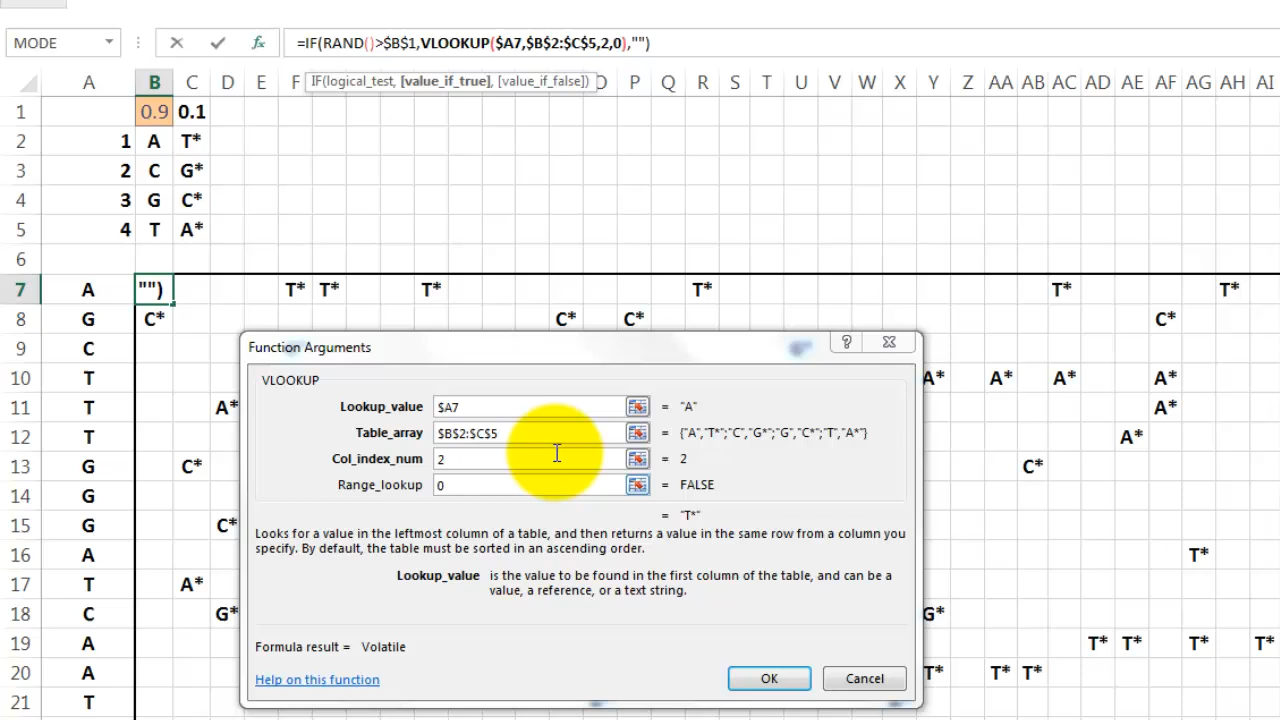 MODE =IF(RAND()>$B$1,VLOOKUP($A7,$B$2:$C$5,2,0),"")
IF(logical_test, [value_if_true], [value_if_false])
A B C D E F O P Q R S T U V W X Y Z AA AB AC AD AE AF AG AH AI
1 0.9 0.1
2 1 A T*
3 2 C G*
4 3 G C*
5 4 T A*
6
7 A "") T* T* T* T* T* T*
8 G C* C* C* C*
9 C
10 T A* A* A* A*
11 T A* A*
12 T A*
13 G C* C*
14 G
15 G C*
16 A T*
17 T A*
18 C G* G*
19 A T* T* T* T*
20 A T* T* T*
21 T
Function Arguments
VLOOKUP
Lookup_value $A7 = "A"
Table_array $B$2:$C$5 = {"A","T*";"C","G*";"G","C*";"T","A*"}
Col_index_num 2 = 2
Range_lookup 0 = FALSE
= "T*"
Looks for a value in the leftmost column of a table, and then returns a value in the same row from a column you
specify. By default, the table must be sorted in an ascending order.
Lookup_value is the value to be found in the first column of the table, and can be a
value, a reference, or a text string.
Formula result = Volatile
Help on this function
OK Cancel